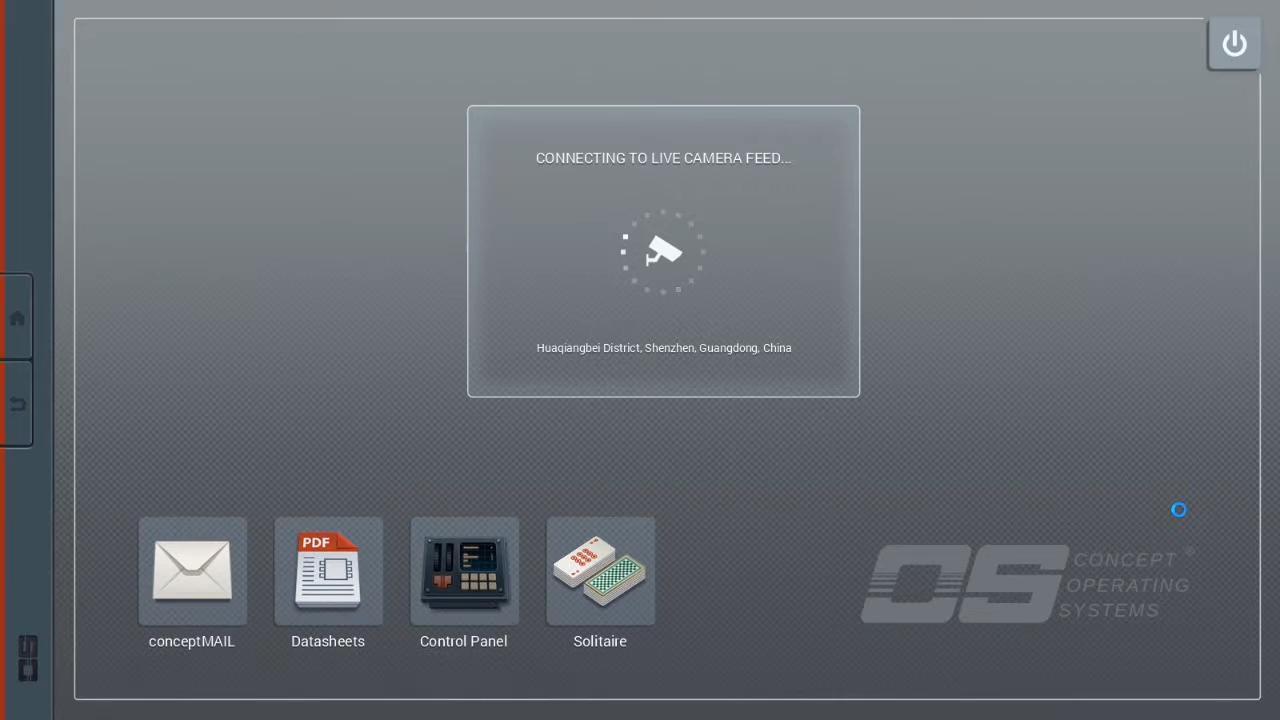 CONNECTING TO LIVE CAMERA FEED...
Huaqiangbei District, Shenzhen, Guangdong, China
PDF
conceptMAIL
Datasheets
Control Panel
Solitaire
OS
CONCEPT
OPERATING
SYSTEMS
OS